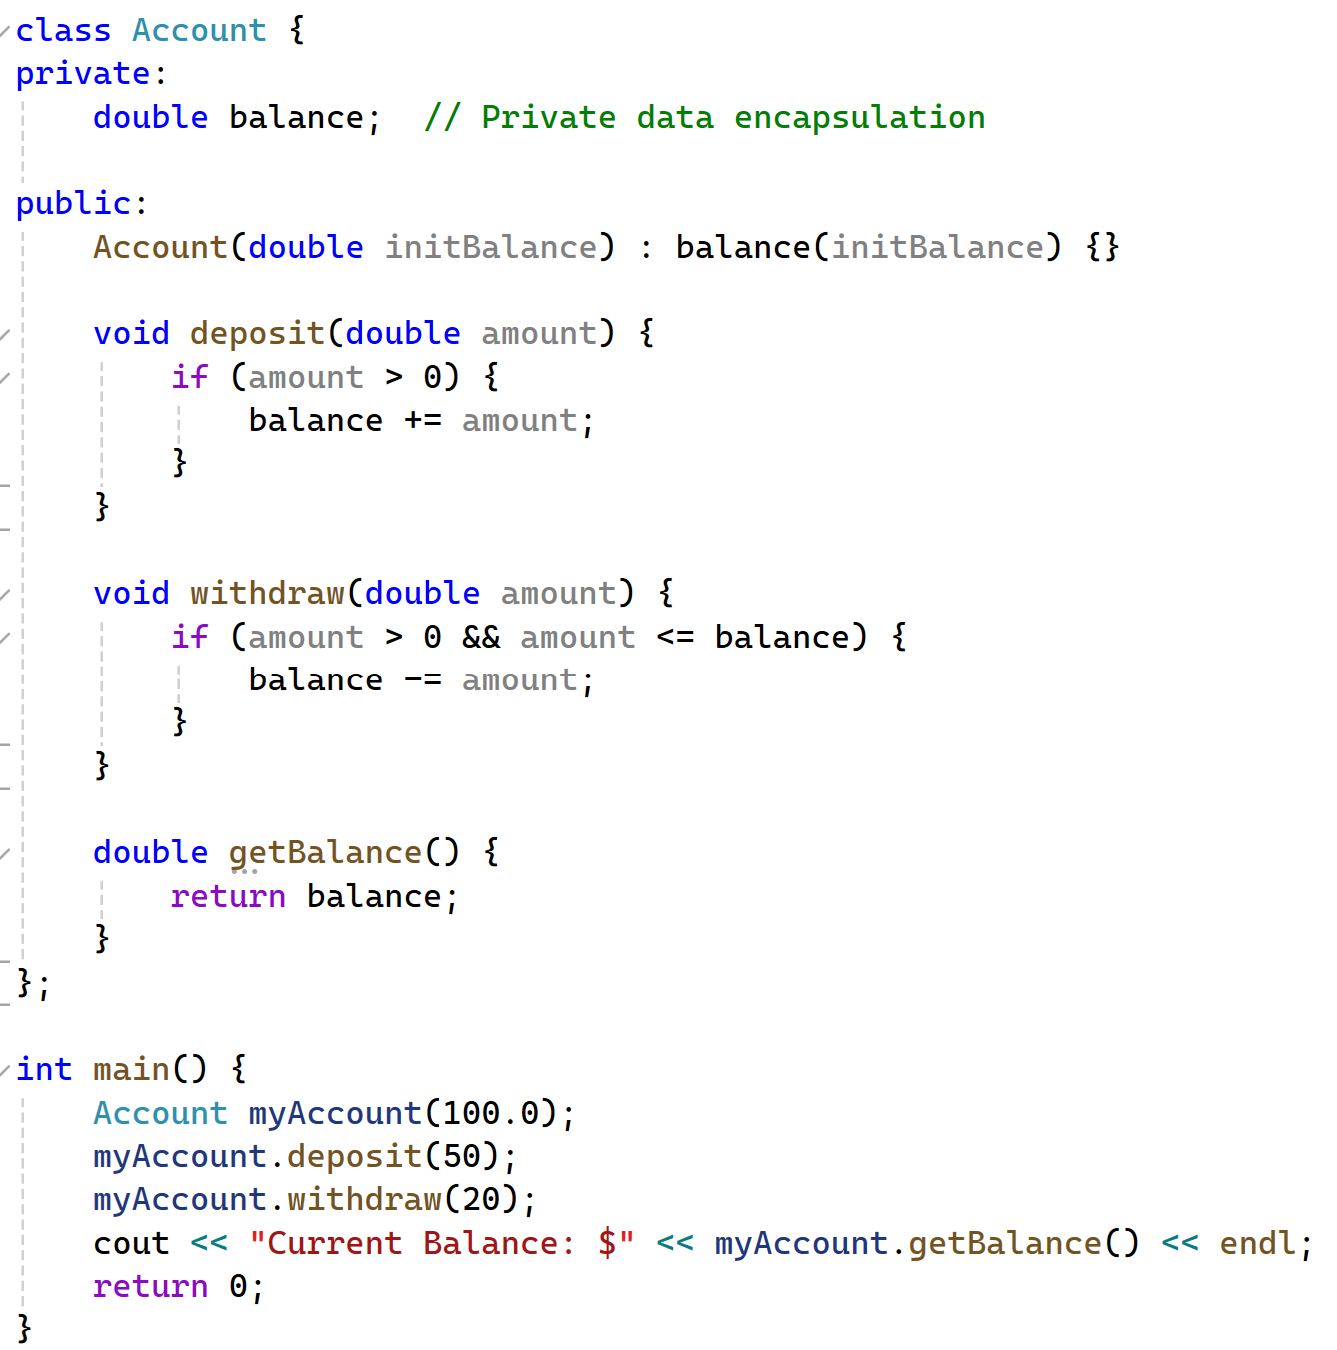 class Account {
private:
    double balance;  // Private data encapsulation

public:
    Account(double initBalance) : balance(initBalance) {}

    void deposit(double amount) {
        if (amount > 0) {
            balance += amount;
        }
    }

    void withdraw(double amount) {
        if (amount > 0 && amount <= balance) {
            balance -= amount;
        }
    }

    double getBalance() {
        return balance;
    }
};

int main() {
    Account myAccount(100.0);
    myAccount.deposit(50);
    myAccount.withdraw(20);
    cout << "Current Balance: $" << myAccount.getBalance() << endl;
    return 0;
}